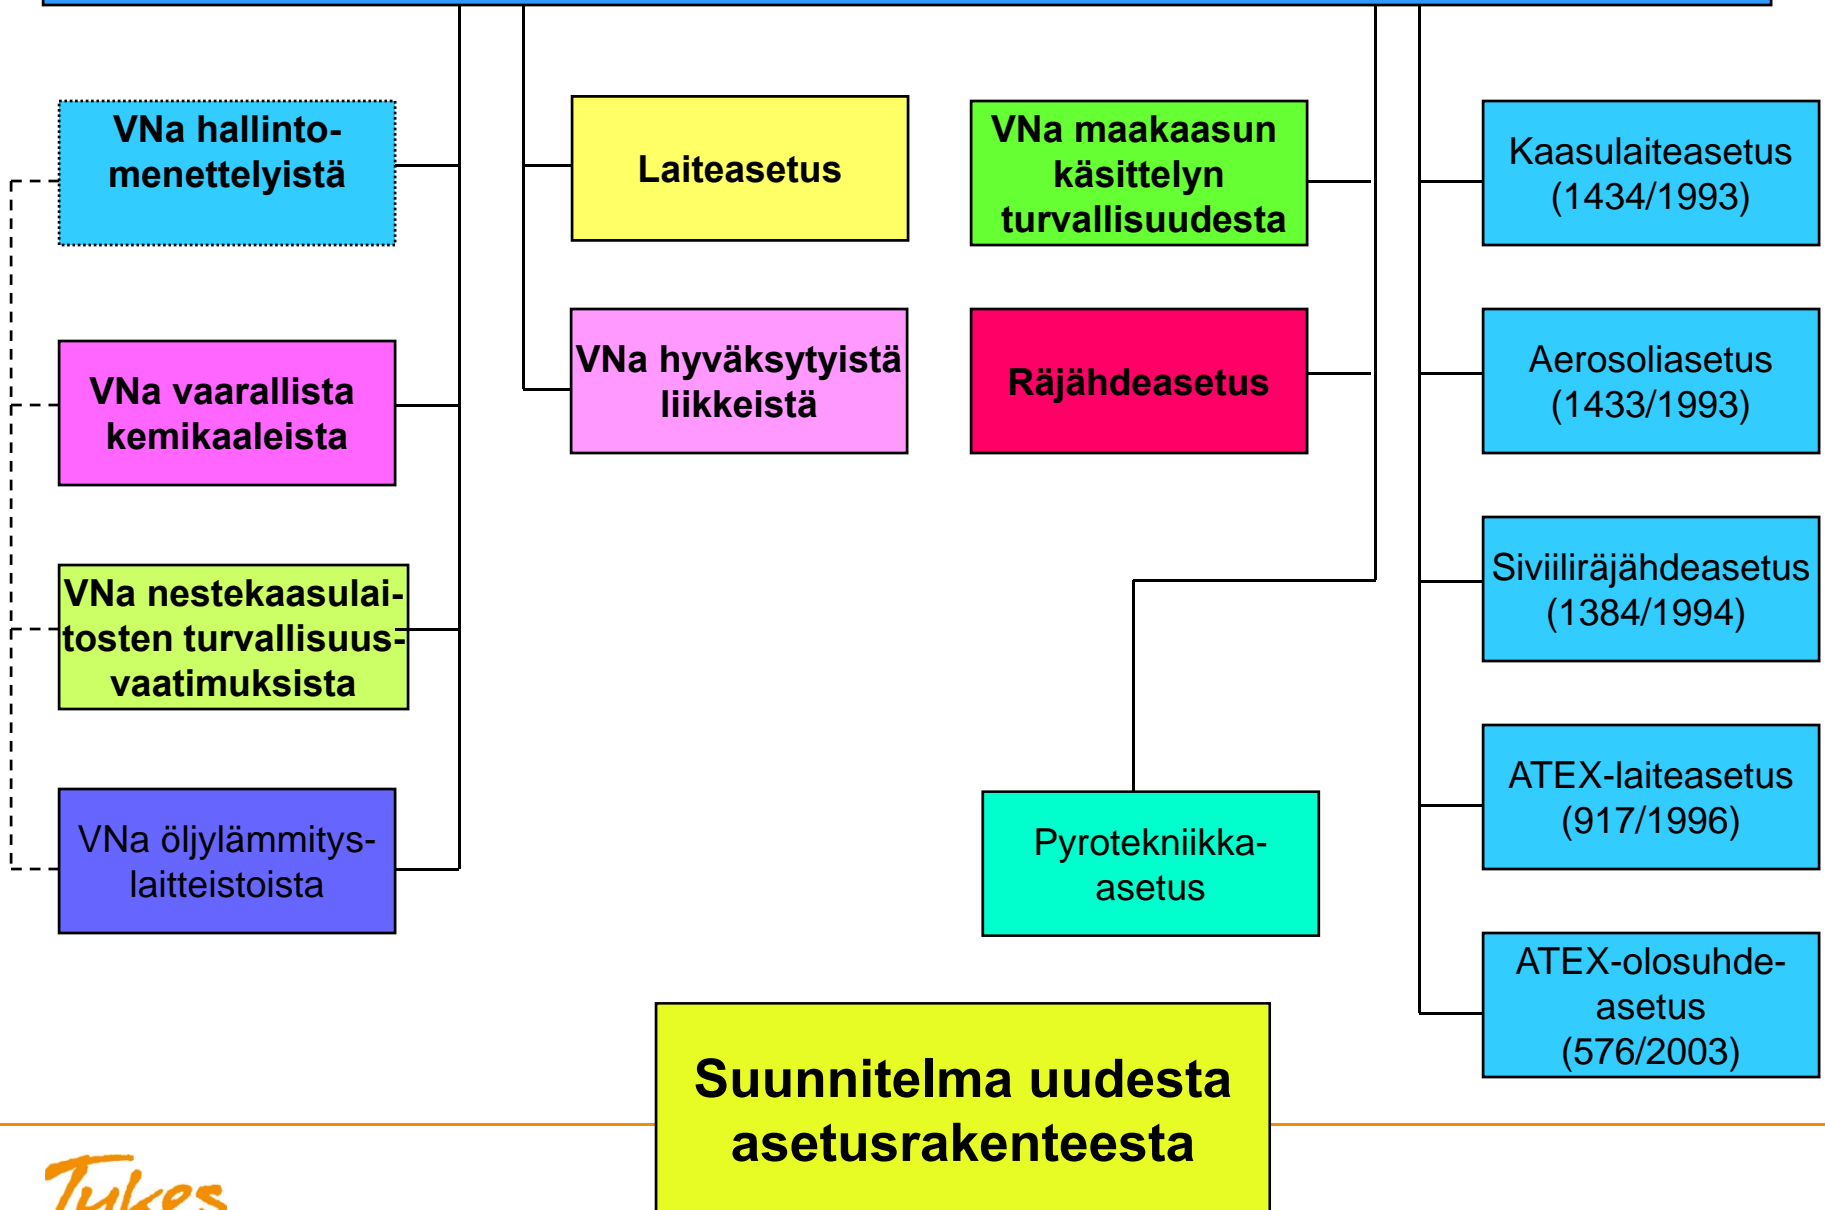 VNa hallinto-
menettelyistä
Laiteasetus
VNa maakaasun
käsittelyn
turvallisuudesta
Kaasulaiteasetus
(1434/1993)
VNa vaarallista
kemikaaleista
VNa hyväksytyistä
liikkeistä
Räjähdeasetus
Aerosoliasetus
(1433/1993)
VNa nestekaasulai-
tosten turvallisuus-
vaatimuksista
Siviiliräjähdeasetus
(1384/1994)
VNa öljylämmitys-
laitteistoista
Pyrotekniikka-
asetus
ATEX-laiteasetus
(917/1996)
ATEX-olosuhde-
asetus
(576/2003)
Suunnitelma uudesta
asetusrakenteesta
Tukes